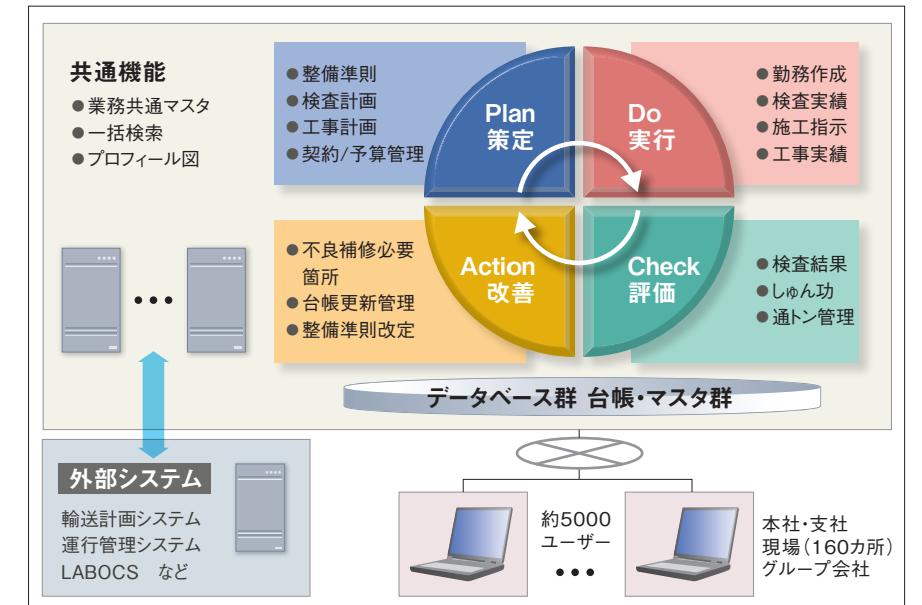 共通機能
●業務共通マスタ
●一括検索
●プロフィール図
●整備準則
●検査計画
●工事計画
●契約/予算管理
Plan
策定
Do
実行
●勤務作成
●検査実績
●施工指示
●工事実績
●不良補修必要
箇所
●台帳更新管理
●整備準則改定
Action
改善
Check
評価
●検査結果
●しゅん功
●通トン管理
•••
データベース群 台帳・マスタ群
外部システム
輸送計画システム
運行管理システム
LABOCS など
約5000
ユーザー
•••
本社・支社
現場(160カ所)
グループ会社